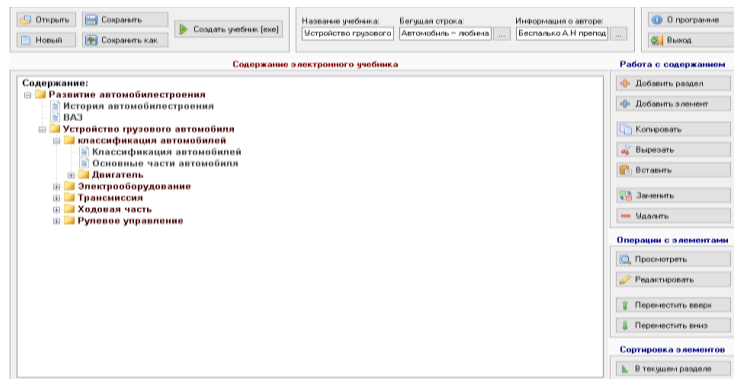 Открыть
Сохранить
Создать учебник [exe]
Название учебника:
Бегущая строка:
Информация о авторе:
О программе
Новый
Сохранить как
Устройство грузового
Автомобиль – любима
...
Беспалько А.Н препод
...
Выход
Содержание электронного учебника
Работа с содержанием
Содержание:
Развитие автомобилестроения
История автомобилестроения
ВАЗ
Устройство грузового автомобиля
классификация автомобилей
Классификация автомобилей
Основные части автомобиля
Двигатель
Электрооборудование
Трансмиссия
Ходовая часть
Рулевое управление
Добавить раздел
Добавить элемент
Копировать
Вырезать
Вставить
Заменить
Удалить
Операции с элементами
Просмотреть
Редактировать
Переместить вверх
Переместить вниз
Сортировка элементов
В текущем разделе